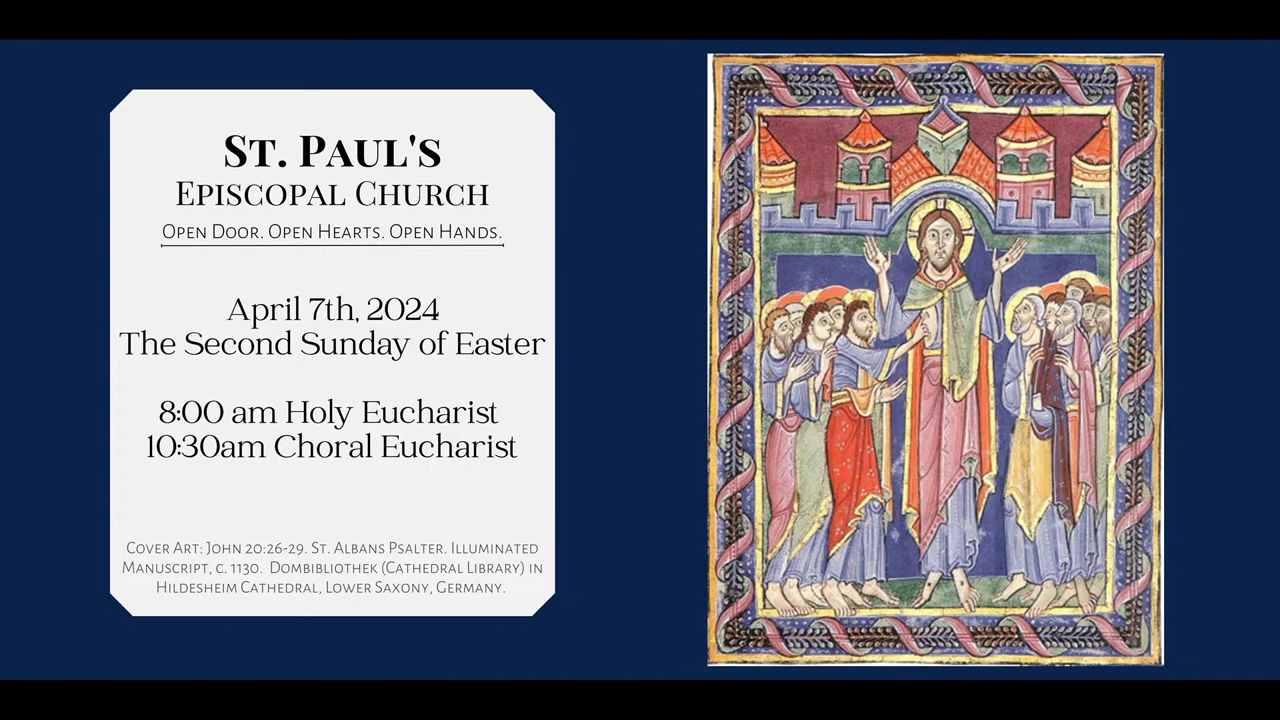 St. Paul's
Episcopal Church
Open Door. Open Hearts. Open Hands.
April 7th, 2024
The Second Sunday of Easter
8:00 am Holy Eucharist
10:30am Choral Eucharist
Cover Art: John 20:26-29. St. Albans Psalter. Illuminated
Manuscript, c. 1130. Dombibliothek (Cathedral Library) in
Hildesheim Cathedral, Lower Saxony, Germany.